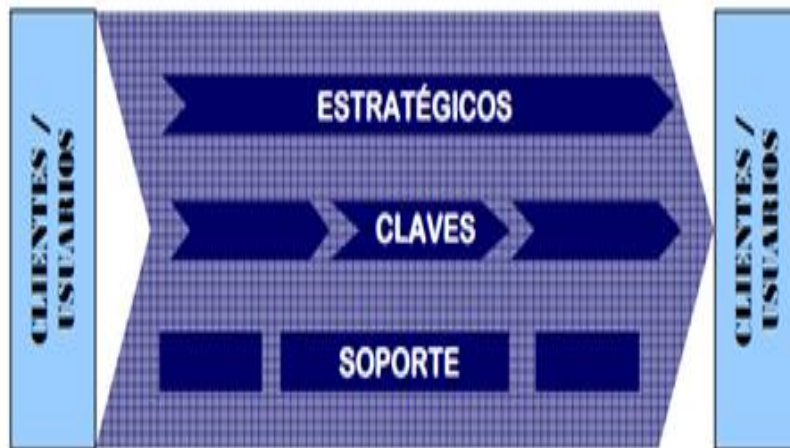 CLIENTES /
USUARIOS
ESTRATÉGICOS
CLAVES
SOPORTE
CLIENTES /
USUARIOS